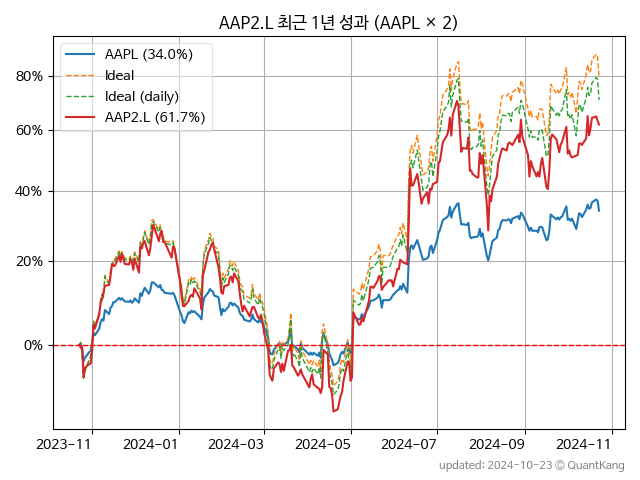 AAP2.L 최근 1년 성과 (AAPL × 2)
AAPL (34.0%)
Ideal
Ideal (daily)
AAP2.L (61.7%)
80%
60%
40%
20%
0%
2023-11
2024-01
2024-03
2024-05
2024-07
2024-09
2024-11
updated: 2024-10-23 © QuantKang